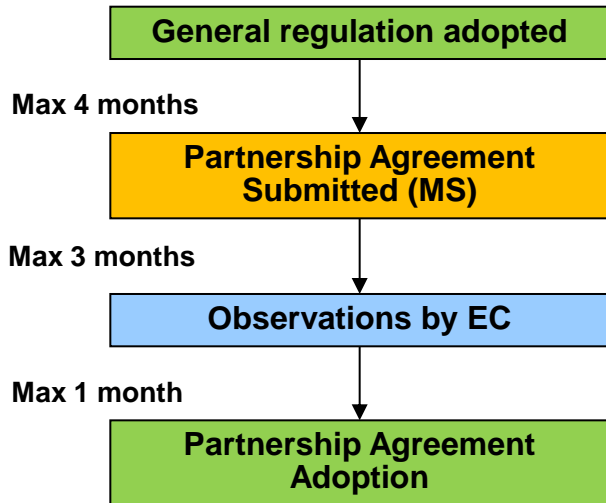 General regulation adopted
Max 4 months
Partnership Agreement
Submitted (MS)
Max 3 months
Observations by EC
Max 1 month
Partnership Agreement
Adoption